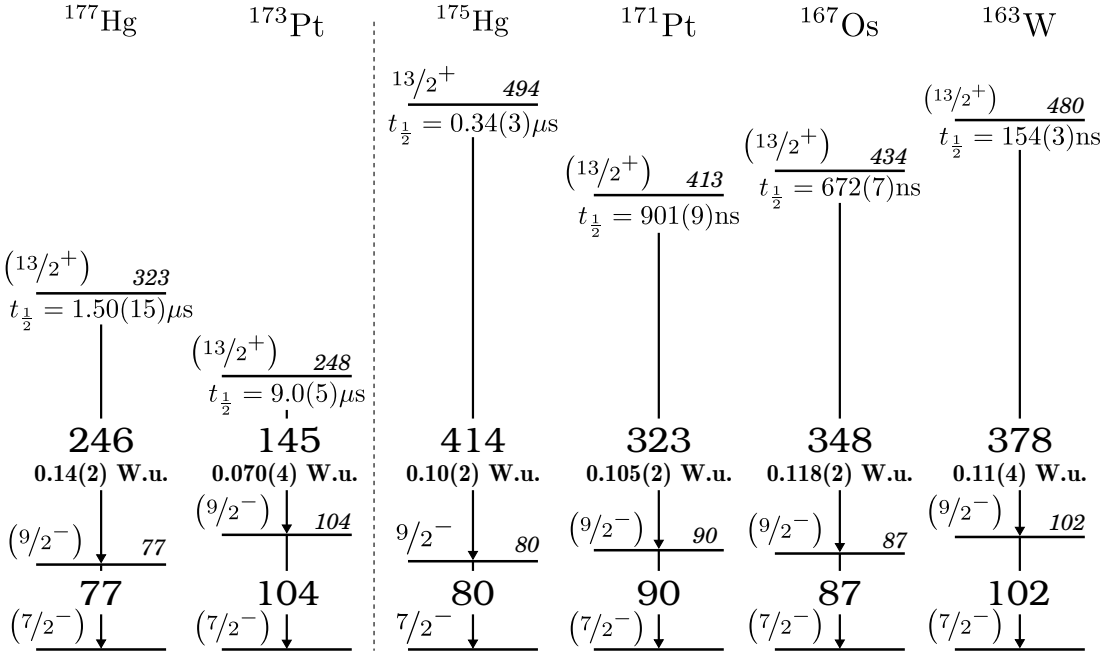 ¹⁷⁷Hg ¹⁷³Pt ¹⁷⁵Hg ¹⁷¹Pt ¹⁶⁷Os ¹⁶³W
13/2⁺ 494
t½ = 0.34(3)μs
(13/2⁺) 480
t½ = 154(3)ns
(13/2⁺) 434
t½ = 672(7)ns
(13/2⁺) 413
t½ = 901(9)ns
(13/2⁺) 323
t½ = 1.50(15)μs
(13/2⁺) 248
t½ = 9.0(5)μs
246 145 414 323 348 378
0.14(2) W.u. 0.070(4) W.u. 0.10(2) W.u. 0.105(2) W.u. 0.118(2) W.u. 0.11(4) W.u.
(9/2⁻) 77 (9/2⁻) 104 9/2⁻ 80 (9/2⁻) 90 (9/2⁻) 87 (9/2⁻) 102
77 104 80 90 87 102
(7/2⁻) (7/2⁻) 7/2⁻ (7/2⁻) (7/2⁻) (7/2⁻)